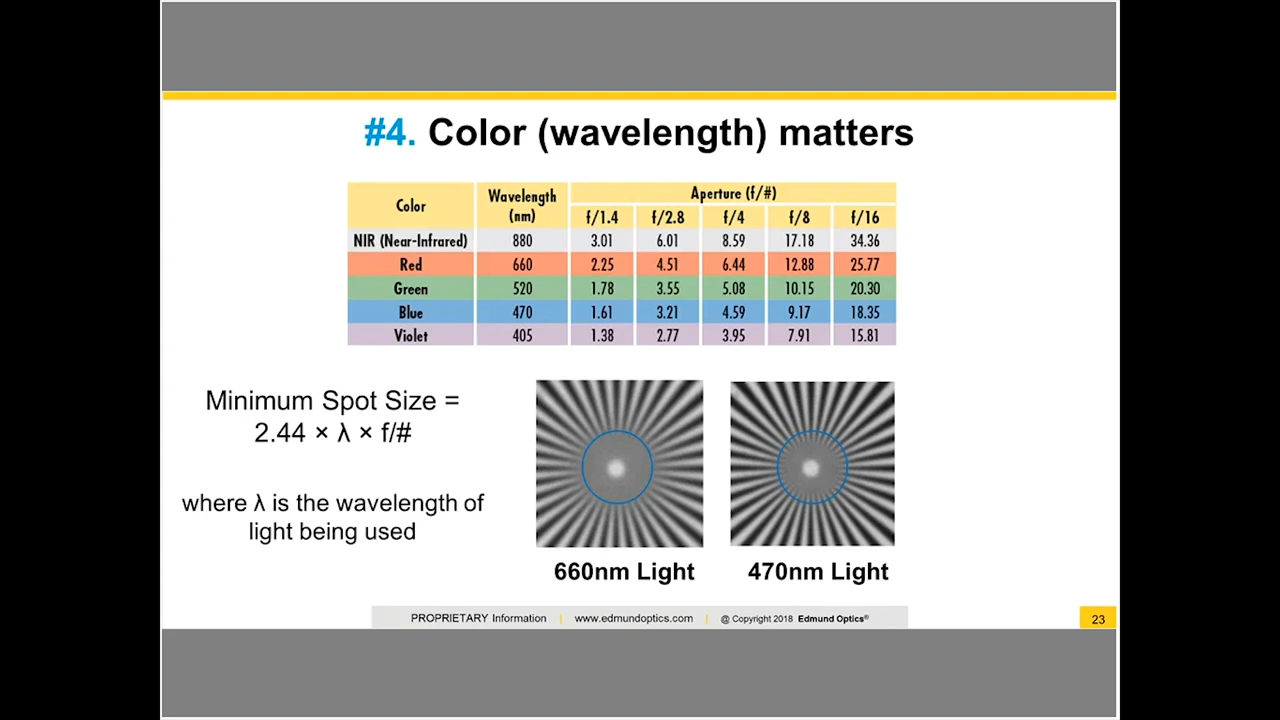 #4. Color (wavelength) matters
Color Wavelength (nm) Aperture (f/#)
f/1.4 f/2.8 f/4 f/8 f/16
NIR (Near-Infrared) 880 3.01 6.01 8.59 17.18 34.36
Red 660 2.25 4.51 6.44 12.88 25.77
Green 520 1.78 3.55 5.08 10.15 20.30
Blue 470 1.61 3.21 4.59 9.17 18.35
Violet 405 1.38 2.77 3.95 7.91 15.81
Minimum Spot Size =
2.44 × λ × f/#
where λ is the wavelength of
light being used
660nm Light 470nm Light
PROPRIETARY Information | www.edmundoptics.com | @ Copyright 2018 Edmund Optics®
23